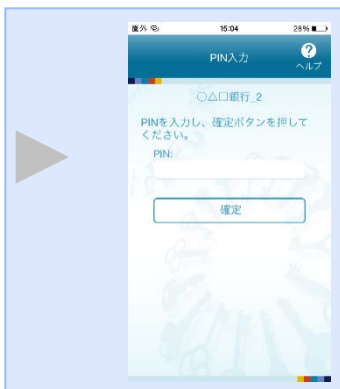 圏外 15:04 28%
PIN入力
ヘルプ
○△□銀行_2
PINを入力し、確定ボタンを押して
ください。
PIN:
確定